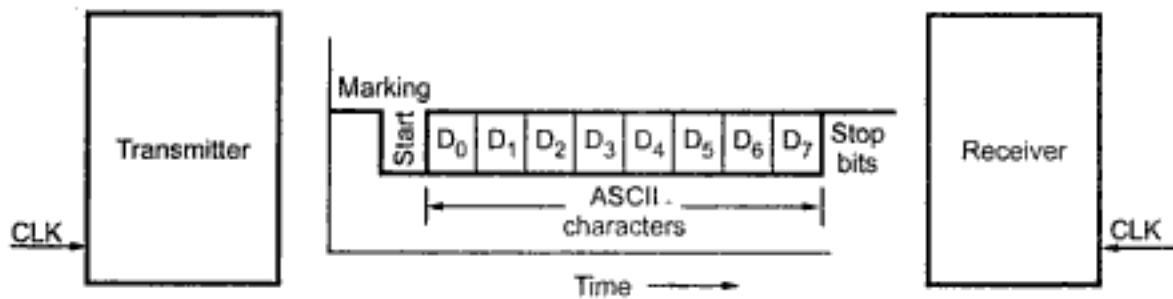 Marking
Transmitter
Start
D0 D1 D2 D3 D4 D5 D6 D7
Stop
bits
Receiver
ASCII
characters
CLK
CLK
Time